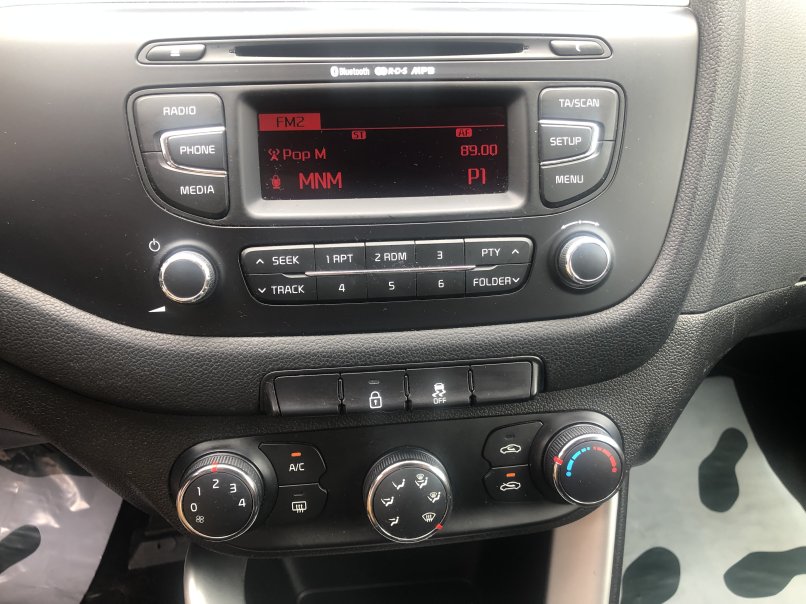 Bluetooth R·D·S MP3
RADIO
PHONE
MEDIA
FM2
ST AF
Pop M 89.00
MNM P1
TA/SCAN
SETUP
MENU
SEEK 1 RPT 2 RDM 3 PTY
TRACK 4 5 6 FOLDER
OFF
A/C
0 1 2 3 4